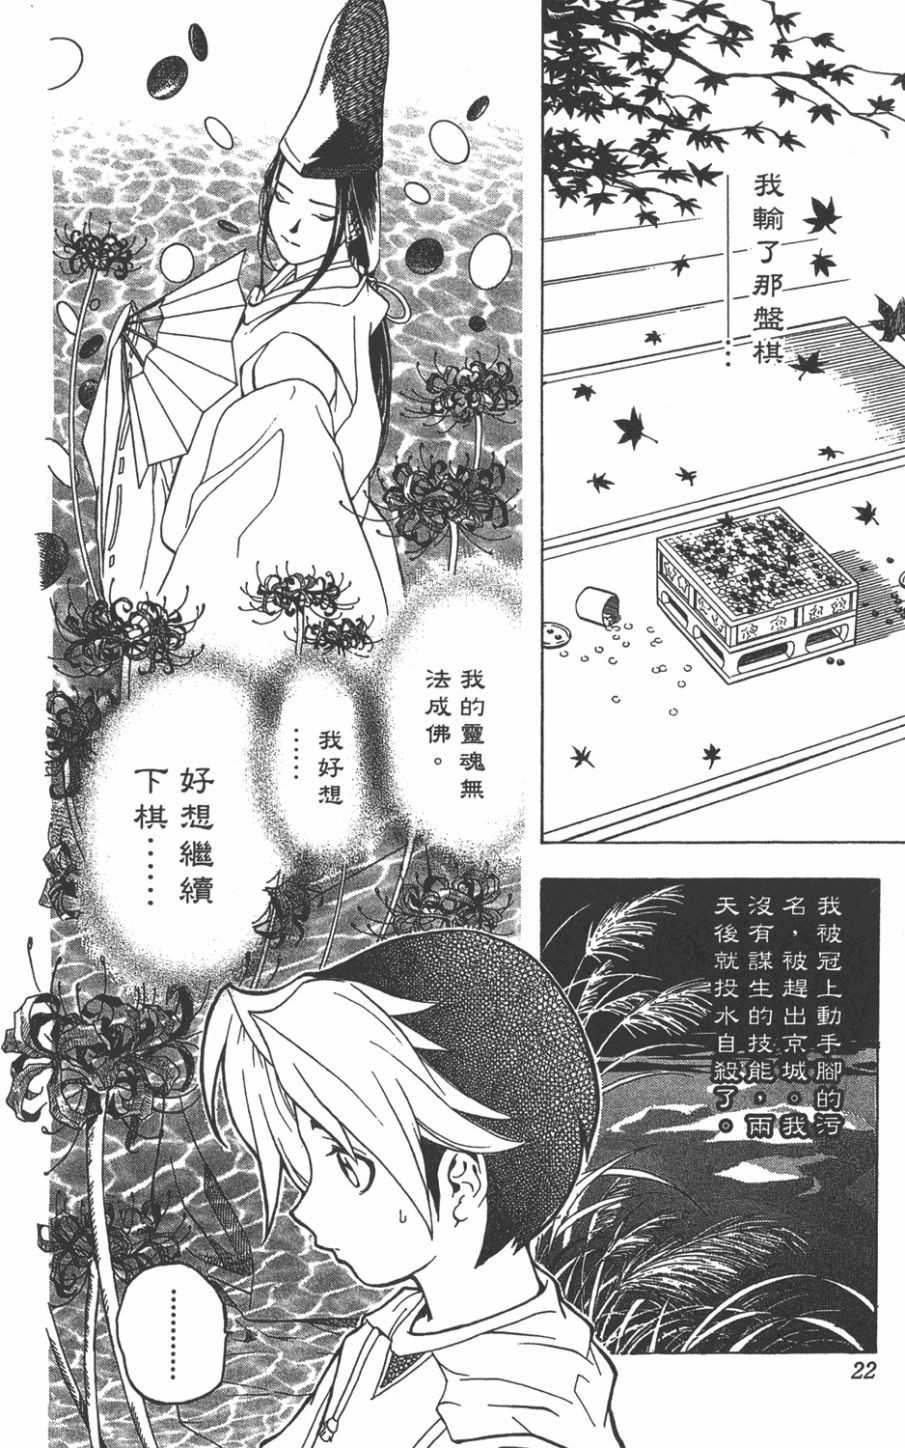 我輸了那盤棋
……
我被冠上動手腳的污
名，被趕出京城。我
沒有謀生的技能，兩
天後就投水自殺了。
我的靈魂無
法成佛。
我好想
……
好想繼續
下棋……
…………
22